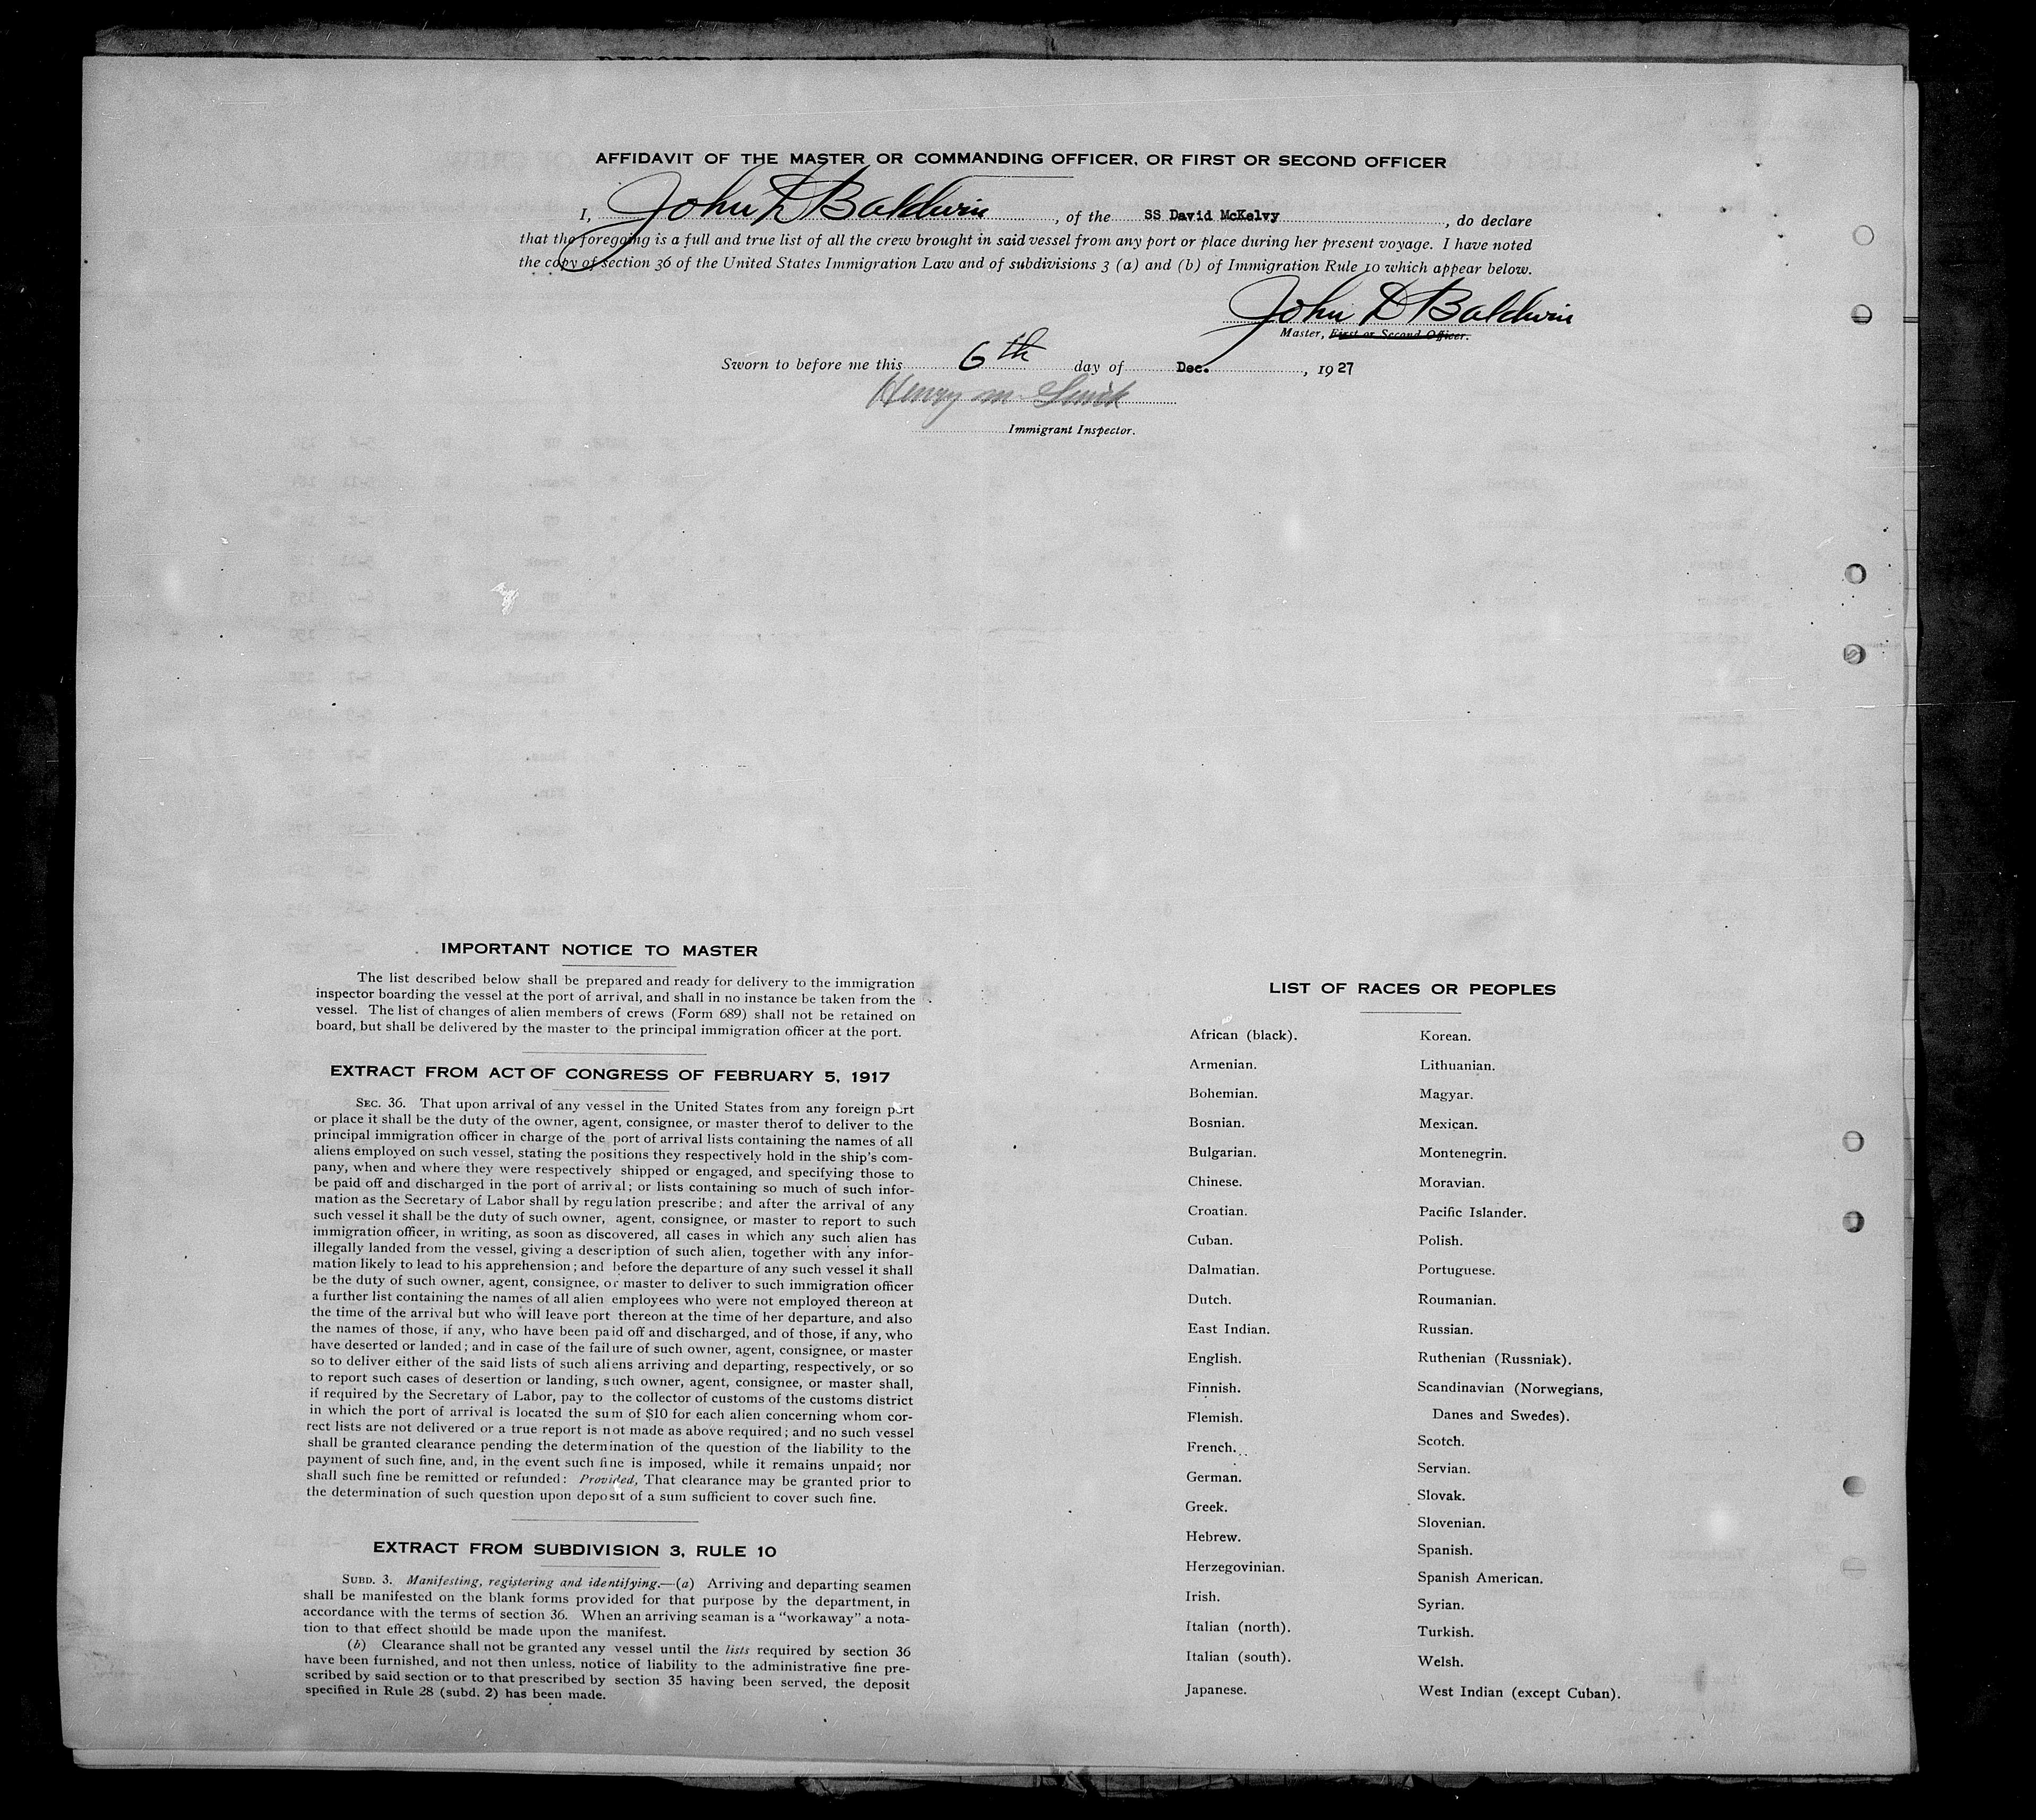 AFFIDAVIT OF THE MASTER OR COMMANDING OFFICER, OR FIRST OR SECOND OFFICER
I, John D Baldwin, of the SS David McKelvy, do declare
that the foregoing is a full and true list of all the crew brought in said vessel from any port or place during her present voyage. I have noted
the copy of section 36 of the United States Immigration Law and of subdivisions 3 (a) and (b) of Immigration Rule 10 which appear below.
John D Baldwin
Master, First or Second Officer.
Sworn to before me this 6th day of Dec., 1927
Henry M.
Immigrant Inspector.
IMPORTANT NOTICE TO MASTER
The list described below shall be prepared and ready for delivery to the immigration
inspector boarding the vessel at the port of arrival, and shall in no instance be taken from the
vessel. The list of changes of alien members of crews (Form 689) shall not be retained on
board, but shall be delivered by the master to the principal immigration officer at the port.
EXTRACT FROM ACT OF CONGRESS OF FEBRUARY 5, 1917
SEC. 36. That upon arrival of any vessel in the United States from any foreign port
or place it shall be the duty of the owner, agent, consignee, or master therof to deliver to the
principal immigration officer in charge of the port of arrival lists containing the names of all
aliens employed on such vessel, stating the positions they respectively hold in the ship's com-
pany, when and where they were respectively shipped or engaged, and specifying those to
be paid off and discharged in the port of arrival; or lists containing so much of such infor-
mation as the Secretary of Labor shall by regulation prescribe; and after the arrival of any
such vessel it shall be the duty of such owner, agent, consignee, or master to report to such
immigration officer, in writing, as soon as discovered, all cases in which any such alien has
illegally landed from the vessel, giving a description of such alien, together with any infor-
mation likely to lead to his apprehension; and before the departure of any such vessel it shall
be the duty of such owner, agent, consignee, or master to deliver to such immigration officer
a further list containing the names of all alien employees who were not employed thereon at
the time of the arrival but who will leave port thereon at the time of her departure, and also
the names of those, if any, who have been paid off and discharged, and of those, if any, who
have deserted or landed; and in case of the failure of such owner, agent, consignee, or master
so to deliver either of the said lists of such aliens arriving and departing, respectively, or so
to report such cases of desertion or landing, such owner, agent, consignee, or master shall,
if required by the Secretary of Labor, pay to the collector of customs of the customs district
in which the port of arrival is located the sum of $10 for each alien concerning whom cor-
rect lists are not delivered or a true report is not made as above required; and no such vessel
shall be granted clearance pending the determination of the question of the liability to the
payment of such fine, and, in the event such fine is imposed, while it remains unpaid; nor
shall such fine be remitted or refunded: Provided, That clearance may be granted prior to
the determination of such question upon deposit of a sum sufficient to cover such fine.
EXTRACT FROM SUBDIVISION 3, RULE 10
SUBD. 3. Manifesting, registering and identifying.—(a) Arriving and departing seamen
shall be manifested on the blank forms provided for that purpose by the department, in
accordance with the terms of section 36. When an arriving seaman is a "workaway" a nota-
tion to that effect should be made upon the manifest.
(b) Clearance shall not be granted any vessel until the lists required by section 36
have been furnished, and not then unless, notice of liability to the administrative fine pre-
scribed by said section or to that prescribed by section 35 having been served, the deposit
specified in Rule 28 (subd. 2) has been made.
LIST OF RACES OR PEOPLES
African (black).
Armenian.
Bohemian.
Bosnian.
Bulgarian.
Chinese.
Croatian.
Cuban.
Dalmatian.
Dutch.
East Indian.
English.
Finnish.
Flemish.
French.
German.
Greek.
Hebrew.
Herzegovinian.
Irish.
Italian (north).
Italian (south).
Japanese.
Korean.
Lithuanian.
Magyar.
Mexican.
Montenegrin.
Moravian.
Pacific Islander.
Polish.
Portuguese.
Roumanian.
Russian.
Ruthenian (Russniak).
Scandinavian (Norwegians,
Danes and Swedes).
Scotch.
Servian.
Slovak.
Slovenian.
Spanish.
Spanish American.
Syrian.
Turkish.
Welsh.
West Indian (except Cuban).